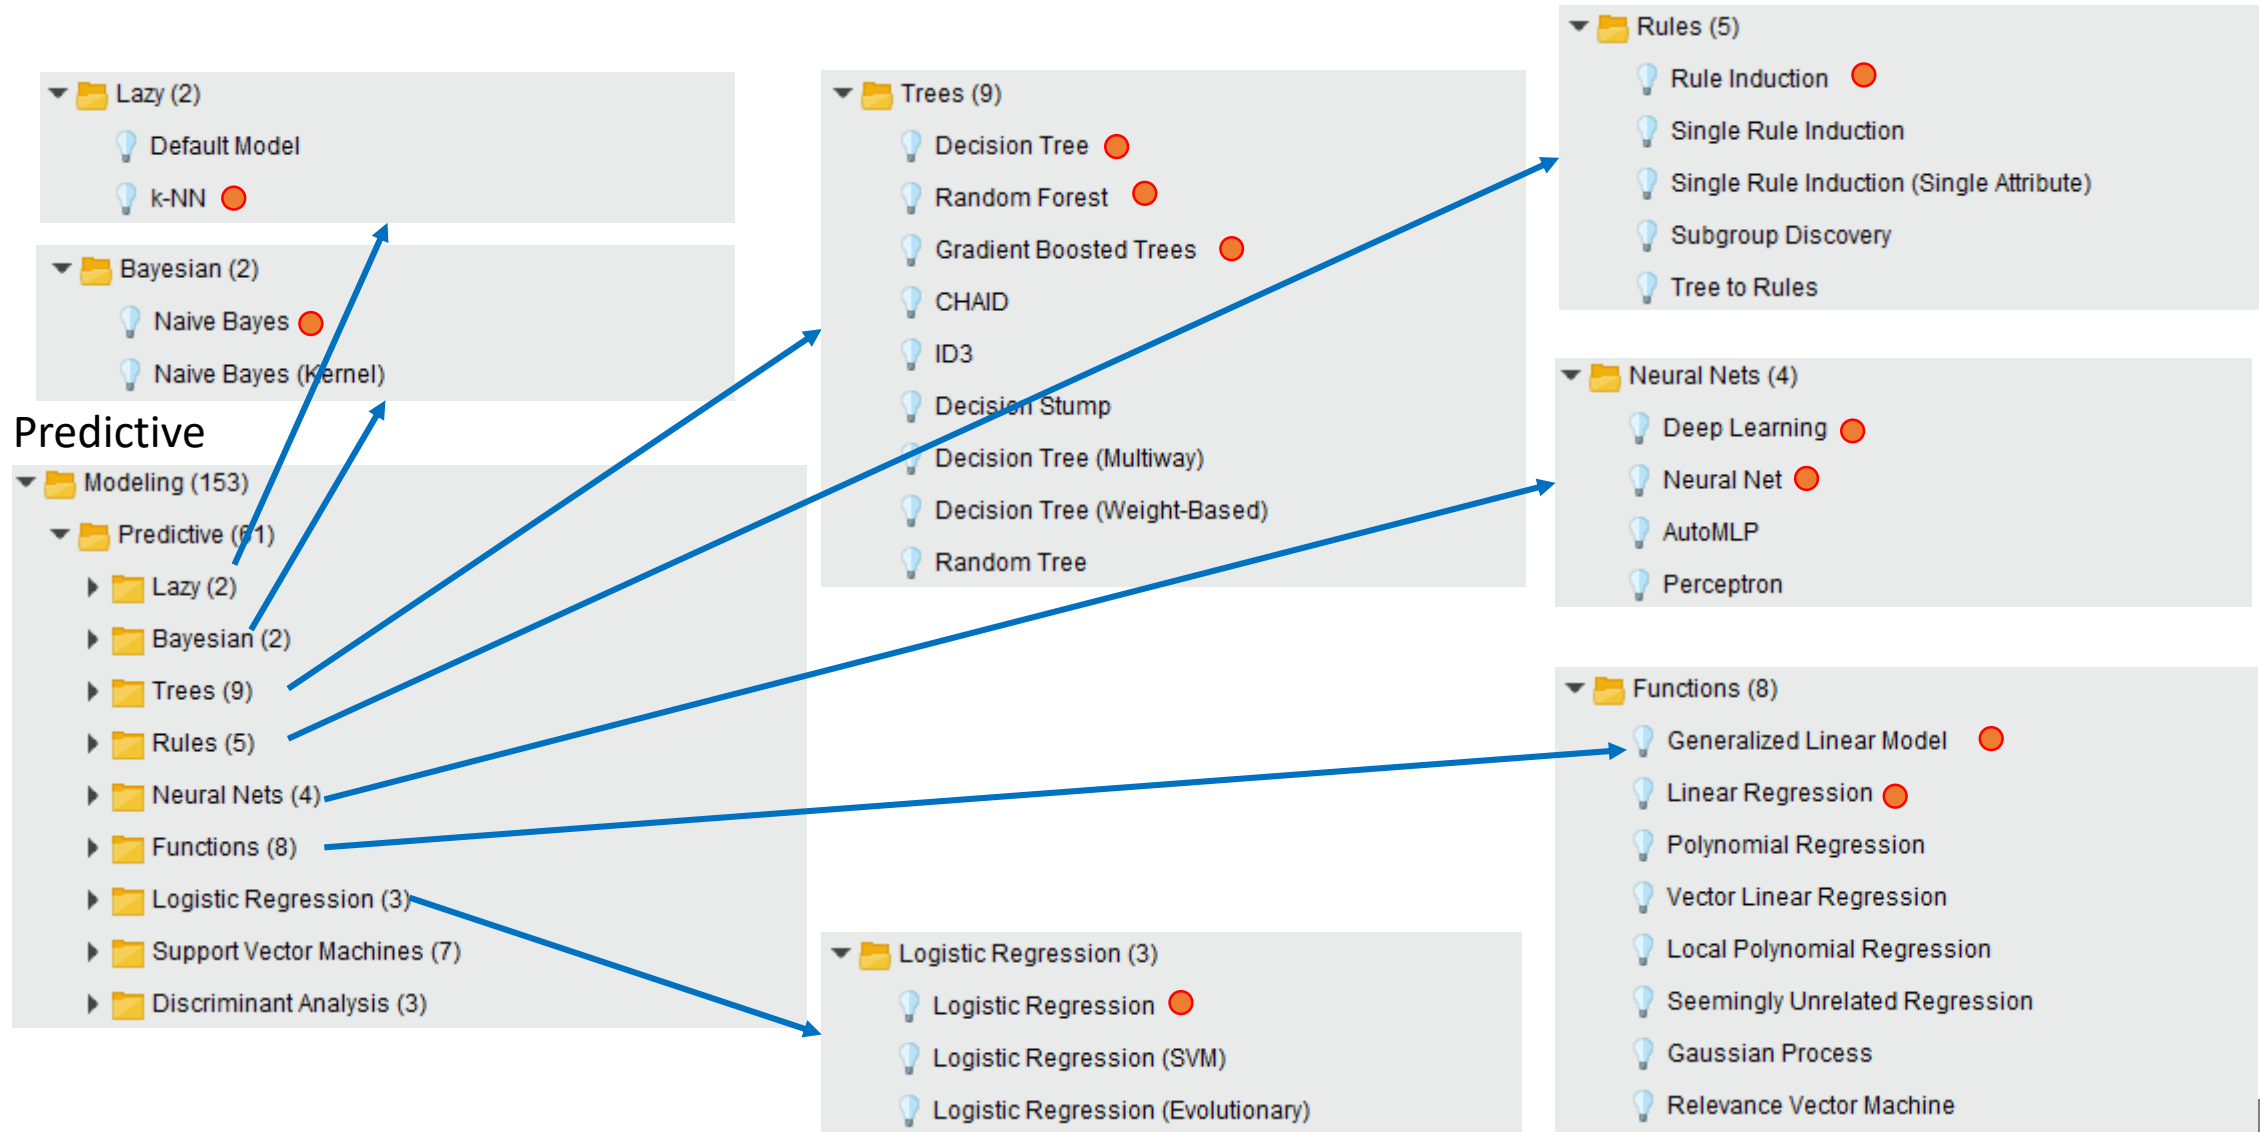 Lazy (2)
Default Model
k-NN
Bayesian (2)
Naive Bayes
Naive Bayes (Kernel)
Predictive
Modeling (153)
Predictive (61)
Lazy (2)
Bayesian (2)
Trees (9)
Rules (5)
Neural Nets (4)
Functions (8)
Logistic Regression (3)
Support Vector Machines (7)
Discriminant Analysis (3)
Trees (9)
Decision Tree
Random Forest
Gradient Boosted Trees
CHAID
ID3
Decision Stump
Decision Tree (Multiway)
Decision Tree (Weight-Based)
Random Tree
Logistic Regression (3)
Logistic Regression
Logistic Regression (SVM)
Logistic Regression (Evolutionary)
Rules (5)
Rule Induction
Single Rule Induction
Single Rule Induction (Single Attribute)
Subgroup Discovery
Tree to Rules
Neural Nets (4)
Deep Learning
Neural Net
AutoMLP
Perceptron
Functions (8)
Generalized Linear Model
Linear Regression
Polynomial Regression
Vector Linear Regression
Local Polynomial Regression
Seemingly Unrelated Regression
Gaussian Process
Relevance Vector Machine